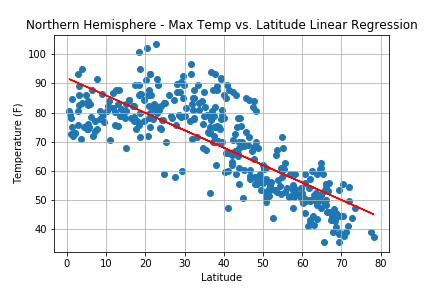 Northern Hemisphere - Max Temp vs. Latitude Linear Regression
100
90
80
70
60
50
40
Temperature (F)
0 10 20 30 40 50 60 70 80
Latitude